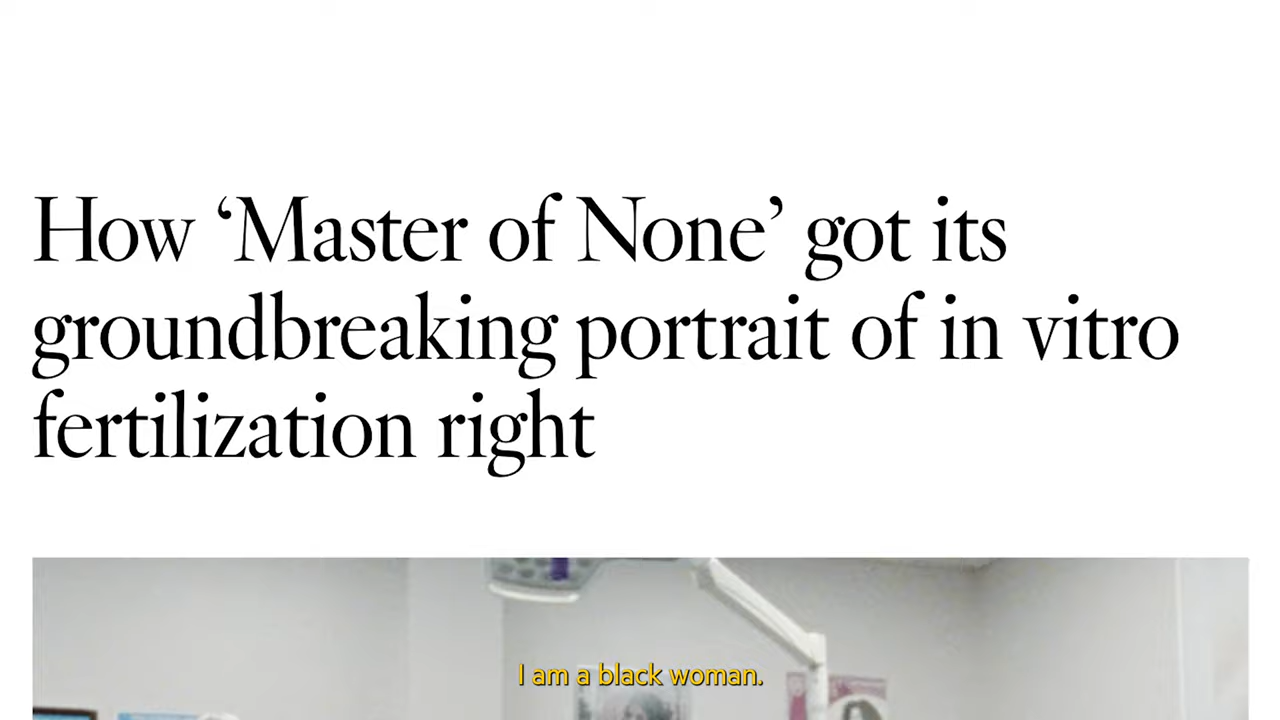 How ‘Master of None’ got its
groundbreaking portrait of in vitro
fertilization right
I am a black woman.